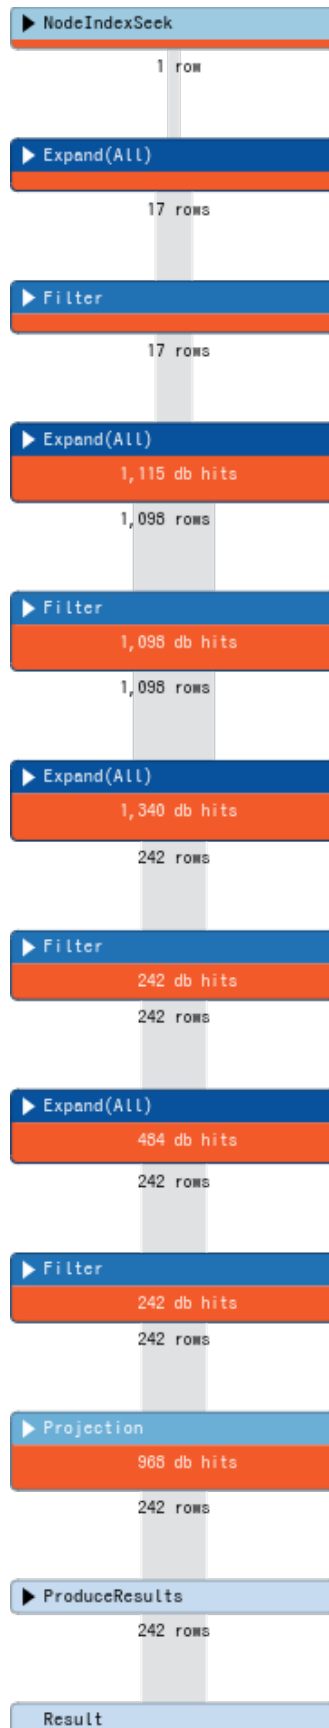 NodeIndexSeek
1 row
Expand(All)
17 rows
Filter
17 rows
Expand(All)
1,115 db hits
1,098 rows
Filter
1,098 db hits
1,098 rows
Expand(All)
1,340 db hits
242 rows
Filter
242 db hits
242 rows
Expand(All)
484 db hits
242 rows
Filter
242 db hits
242 rows
Projection
968 db hits
242 rows
ProduceResults
242 rows
Result